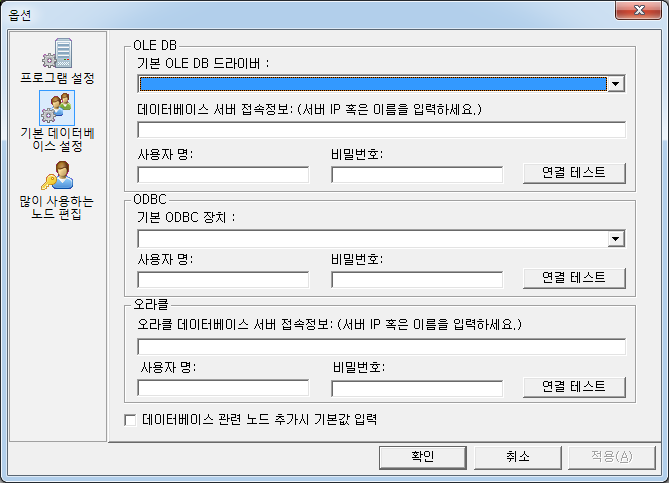 옵션
프로그램 설정
기본 데이터베
이스 설정
많이 사용하는
노드 편집
OLE DB
기본 OLE DB 드라이버 :
데이터베이스 서버 접속정보: (서버 IP 혹은 이름을 입력하세요.)
사용자 명: 비밀번호:
연결 테스트
ODBC
기본 ODBC 장치 :
사용자 명: 비밀번호:
연결 테스트
오라클
오라클 데이터베이스 서버 접속정보: (서버 IP 혹은 이름을 입력하세요.)
사용자 명: 비밀번호:
연결 테스트
데이터베이스 관련 노드 추가시 기본값 입력
확인 취소 적용(A)